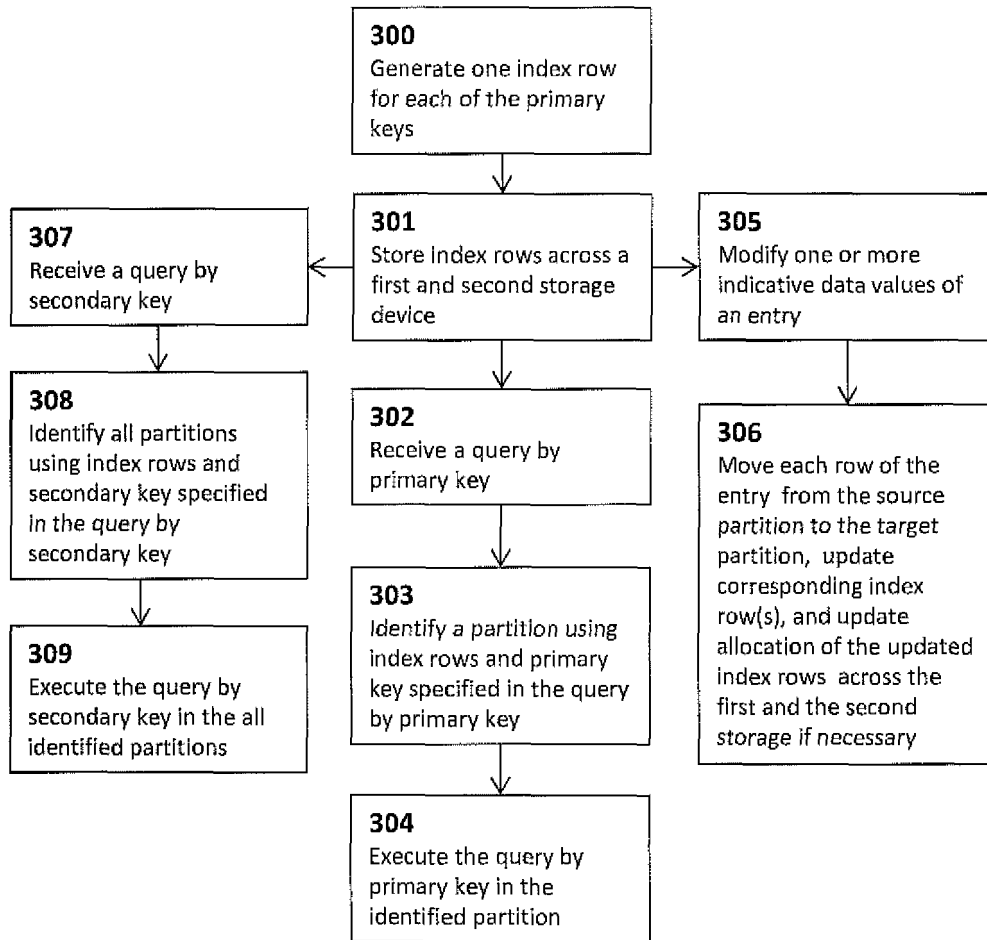 300
Generate one index row
for each of the primary
keys
301
Store index rows across a
first and second storage
device
307
Receive a query by
secondary key
305
Modify one or more
indicative data values of
an entry
308
Identify all partitions
using index rows and
secondary key specified
in the query by
secondary key
302
Receive a query by
primary key
306
Move each row of the
entry from the source
partition to the target
partition, update
corresponding index
row(s), and update
allocation of the updated
index rows across the
first and the second
storage if necessary
309
Execute the query by
secondary key in the all
identified partitions
303
Identify a partition using
index rows and primary
key specified in the query
by primary key
304
Execute the query by
primary key in the
identified partition